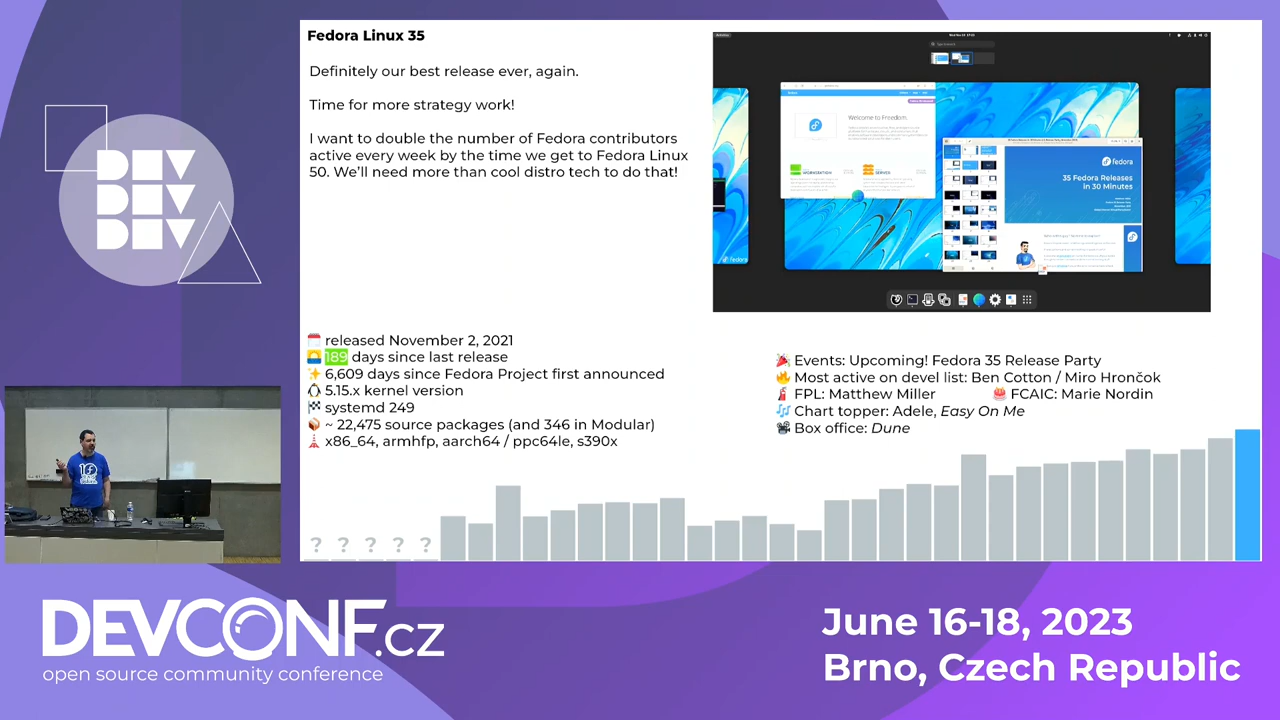 Fedora Linux 35
Definitely our best release ever, again.
Time for more strategy work!
I want to double the number of Fedora contributors
active every week by the time we get to Fedora Linux
50. We’ll need more than cool distro tech to do that!
Welcome to Freedom.
WORKSTATION
SERVER
fedora
35 Fedora Releases
in 30 Minutes
fedora
released November 2, 2021
189 days since last release
6,609 days since Fedora Project first announced
5.15.x kernel version
systemd 249
~ 22,475 source packages (and 346 in Modular)
x86_64, armhfp, aarch64 / ppc64le, s390x
Events: Upcoming! Fedora 35 Release Party
Most active on devel list: Ben Cotton / Miro Hrončok
FPL: Matthew Miller
FCAIC: Marie Nordin
Chart topper: Adele, Easy On Me
Box office: Dune
? ? ? ? ?
DEV
DEV
DEVCONF.cz
open source community conference
June 16-18, 2023
Brno, Czech Republic